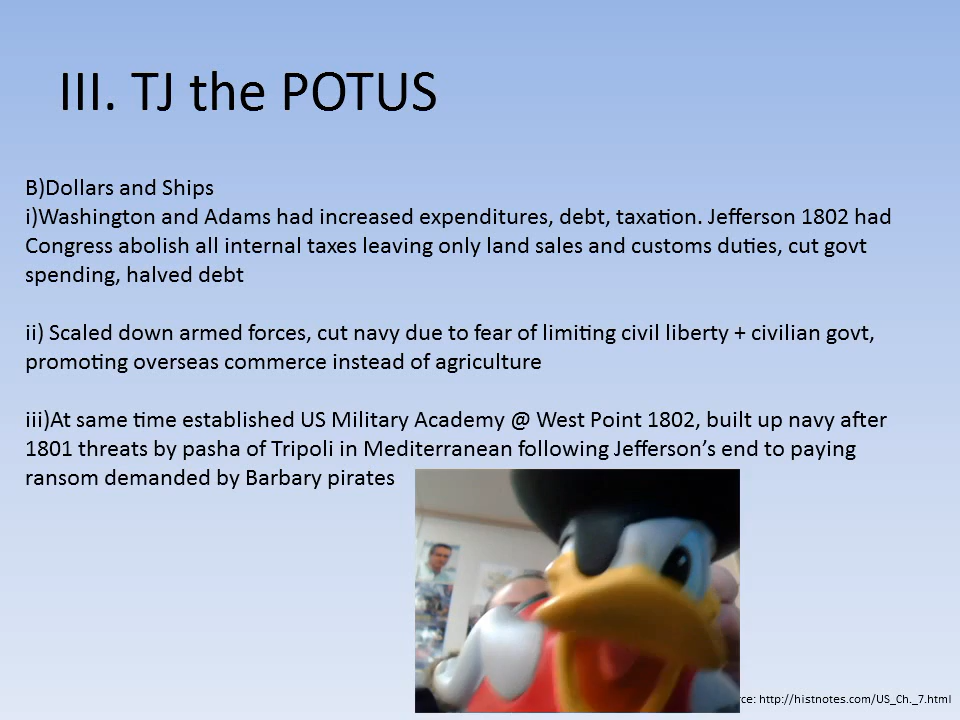 III. TJ the POTUS
B)Dollars and Ships
i)Washington and Adams had increased expenditures, debt, taxation. Jefferson 1802 had
Congress abolish all internal taxes leaving only land sales and customs duties, cut govt
spending, halved debt
ii) Scaled down armed forces, cut navy due to fear of limiting civil liberty + civilian govt,
promoting overseas commerce instead of agriculture
iii)At same time established US Military Academy @ West Point 1802, built up navy after
1801 threats by pasha of Tripoli in Mediterranean following Jefferson’s end to paying
ransom demanded by Barbary pirates
http://histnotes.com/US_Ch._7.html